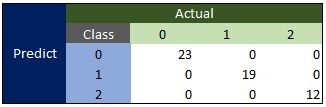 Actual
Class 0 1 2
Predict 0 23 0 0
1 0 19 0
2 0 0 12